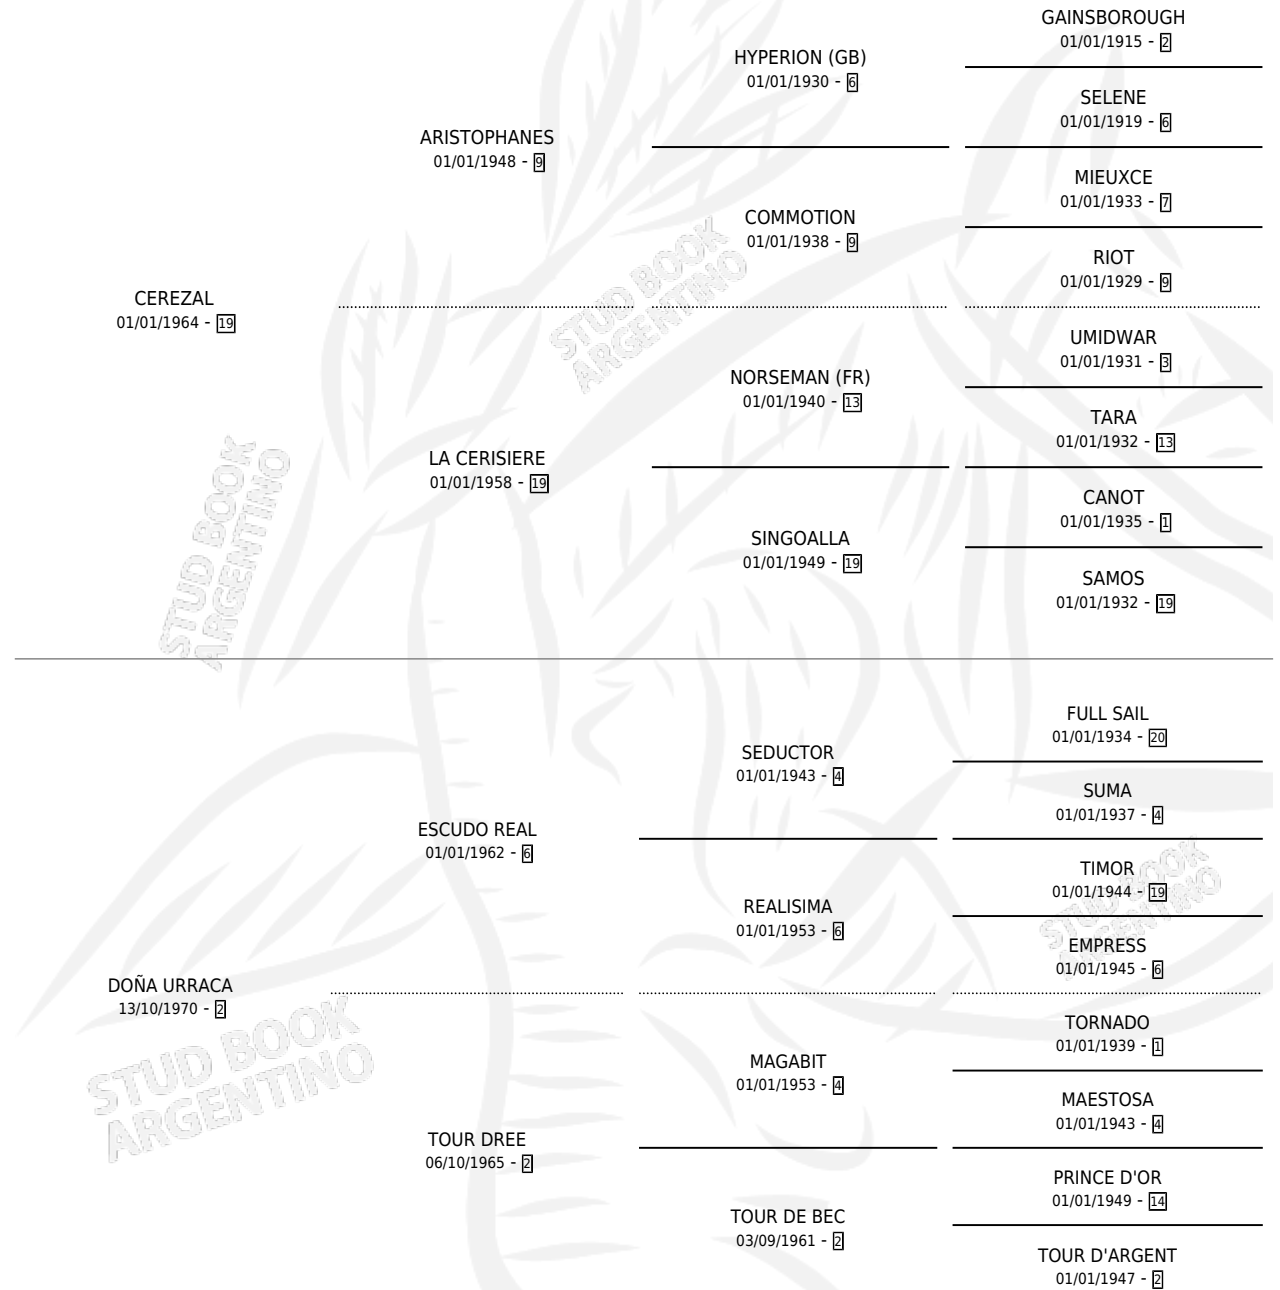 GAINSBOROUGH
01/01/1915 - 2
HYPERION (GB)
01/01/1930 - 6
SELENE
01/01/1919 - 6
ARISTOPHANES
01/01/1948 - 9
MIEUXCE
01/01/1933 - 7
COMMOTION
01/01/1938 - 9
RIOT
01/01/1929 - 9
CEREZAL
01/01/1964 - 19
UMIDWAR
01/01/1931 - 3
NORSEMAN (FR)
01/01/1940 - 13
TARA
01/01/1932 - 13
LA CERISIERE
01/01/1958 - 19
CANOT
01/01/1935 - 1
SINGOALLA
01/01/1949 - 19
SAMOS
01/01/1932 - 19
FULL SAIL
01/01/1934 - 20
SEDUCTOR
01/01/1943 - 4
SUMA
01/01/1937 - 4
ESCUDO REAL
01/01/1962 - 6
TIMOR
01/01/1944 - 19
REALISIMA
01/01/1953 - 6
EMPRESS
01/01/1945 - 6
DOÑA URRACA
13/10/1970 - 2
TORNADO
01/01/1939 - 1
MAGABIT
01/01/1953 - 4
MAESTOSA
01/01/1943 - 4
TOUR DREE
06/10/1965 - 2
PRINCE D'OR
01/01/1949 - 14
TOUR DE BEC
03/09/1961 - 2
TOUR D'ARGENT
01/01/1947 - 2
STUD BOOK
ARGENTINO
STUD BOOK
ARGENTINO
STUD BOOK
ARGENTINO
STUD BOOK
ARGENTINO